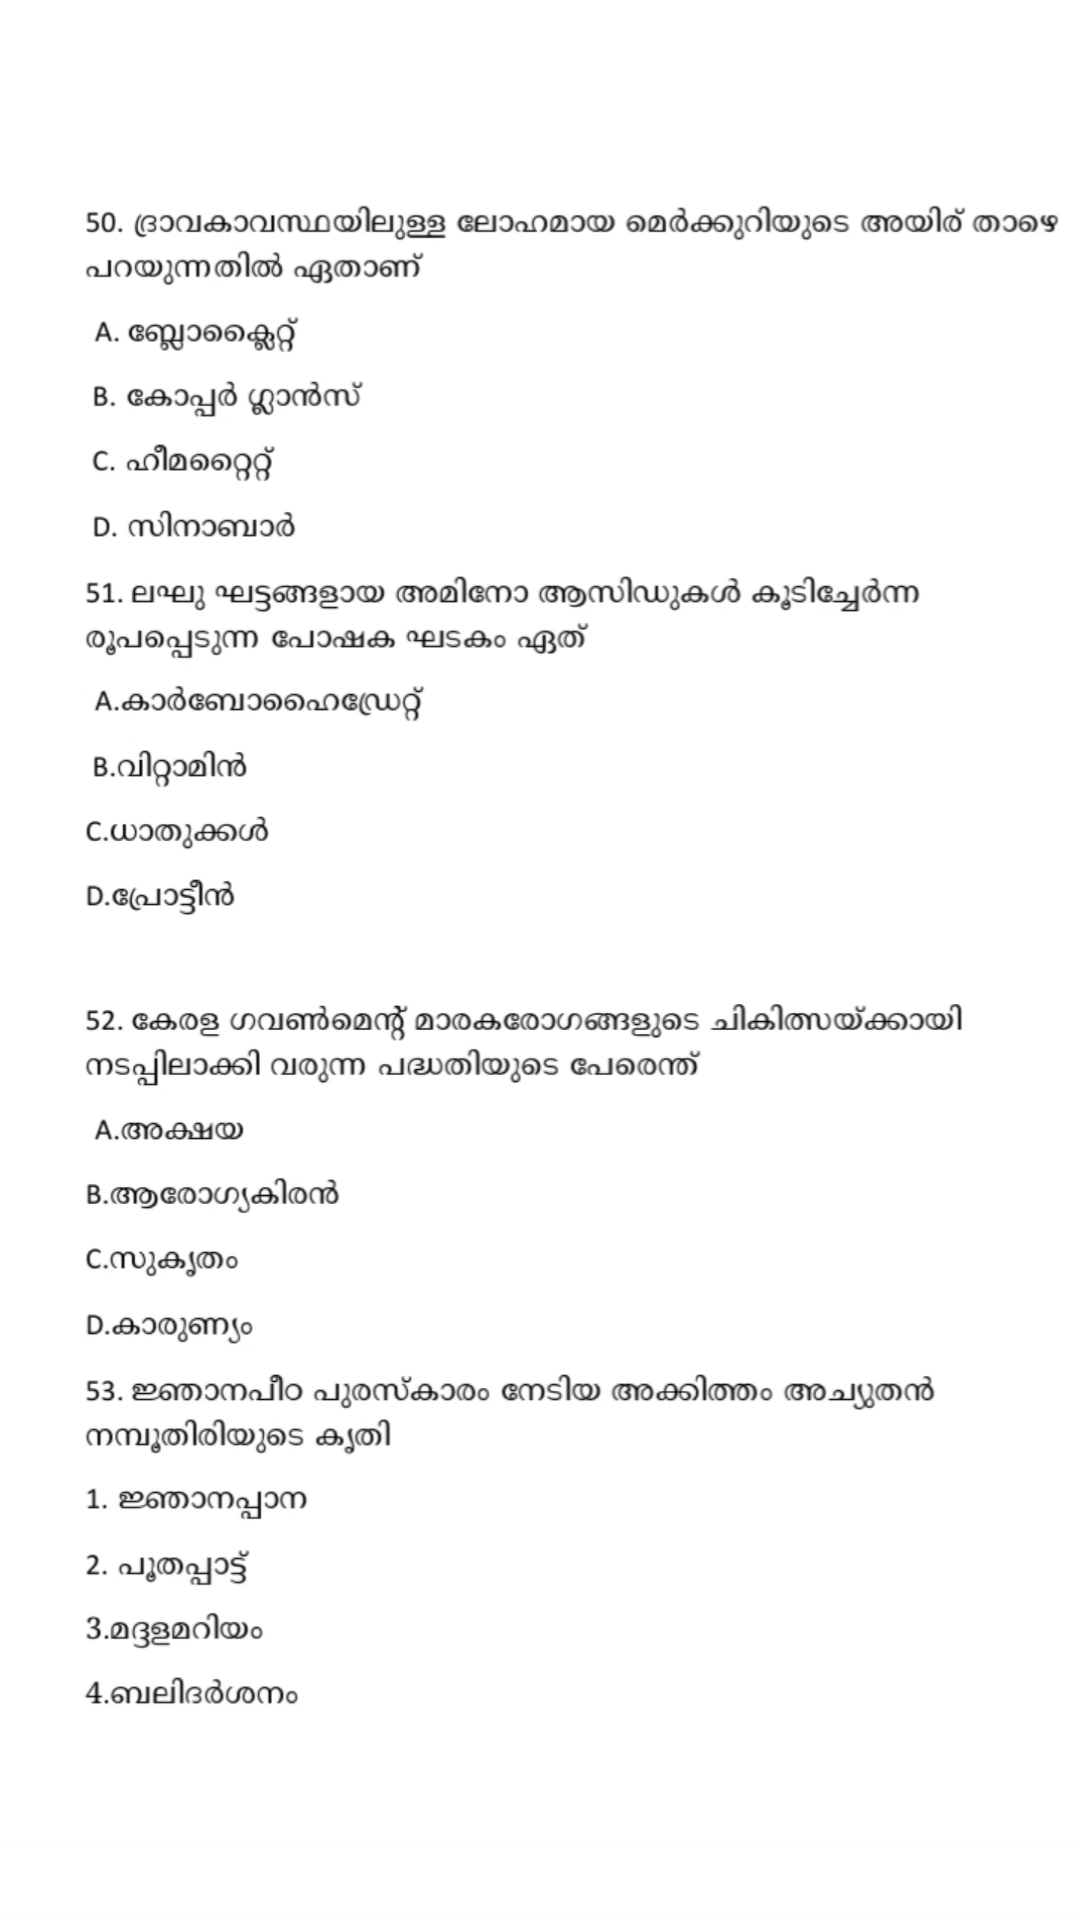 50. ദ്രാവകാവസ്ഥയിലുള്ള ലോഹമായ മെർക്കുറിയുടെ അയിര് താഴെ
പറയുന്നതിൽ ഏതാണ്
A. ബ്ലോക്ലൈറ്റ്
B. കോപ്പർ ഗ്ലാൻസ്
C. ഹീമറ്റൈറ്റ്
D. സിനാബാർ
51. ലഘു ഘട്ടങ്ങളായ അമിനോ ആസിഡുകൾ കൂടിച്ചേർന്ന
രൂപപ്പെടുന്ന പോഷക ഘടകം ഏത്
A.കാർബോഹൈഡ്രേറ്റ്
B.വിറ്റാമിൻ
C.ധാതുക്കൾ
D.പ്രോട്ടീൻ
52. കേരള ഗവൺമെന്റ് മാരകരോഗങ്ങളുടെ ചികിത്സയ്ക്കായി
നടപ്പിലാക്കി വരുന്ന പദ്ധതിയുടെ പേരെന്ത്
A.അക്ഷയ
B.ആരോഗ്യകിരൻ
C.സുകൃതം
D.കാരുണ്യം
53. ജ്ഞാനപീഠ പുരസ്കാരം നേടിയ അക്കിത്തം അച്യുതൻ
നമ്പൂതിരിയുടെ കൃതി
1. ജ്ഞാനപ്പാന
2. പൂതപ്പാട്ട്
3.മദ്ദളമറിയം
4.ബലിദർശനം